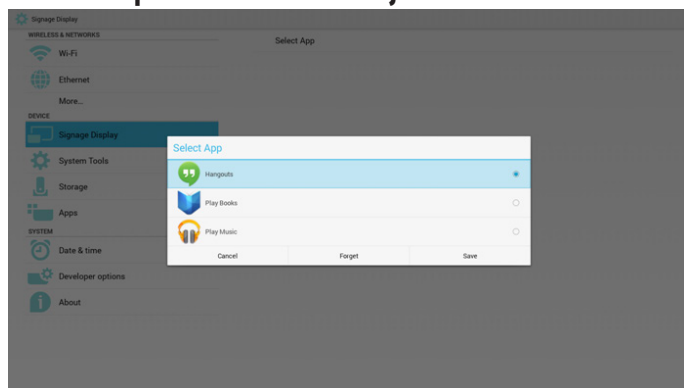 Signage Display
WIRELESS & NETWORKS
Wi-Fi
Ethernet
More...
DEVICE
Signage Display
System Tools
Storage
Apps
SYSTEM
Date & time
Developer options
About
Select App
Select App
Hangouts
Play Books
Play Music
Cancel Forget Save